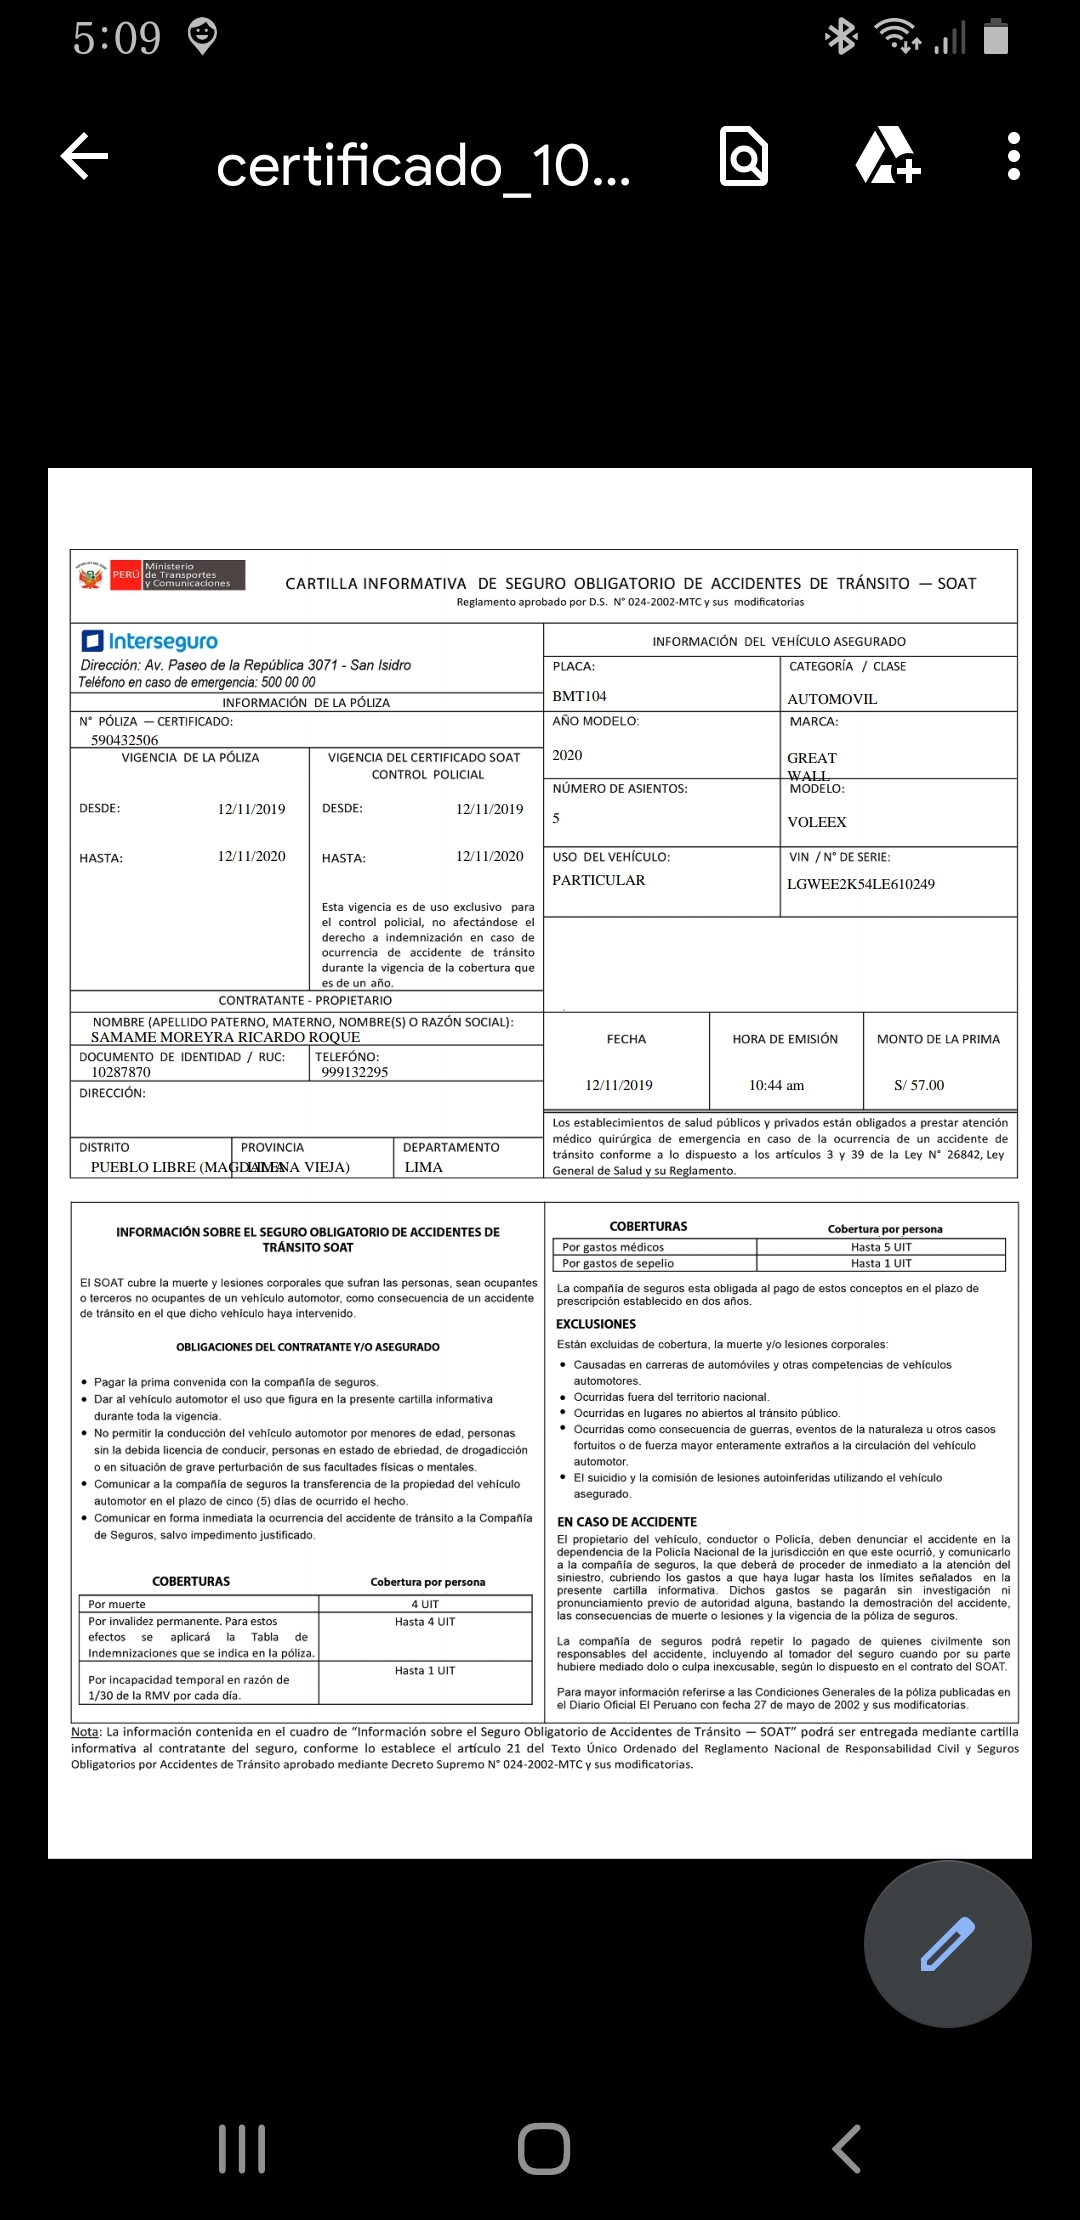 5:09
certificado_10...
PERÚ
Ministerio
de Transportes
y Comunicaciones
CARTILLA INFORMATIVA DE SEGURO OBLIGATORIO DE ACCIDENTES DE TRÁNSITO — SOAT
Reglamento aprobado por D.S. N° 024-2002-MTC y sus modificatorias
Interseguro
Dirección: Av. Paseo de la República 3071 - San Isidro
Teléfono en caso de emergencia: 500 00 00
INFORMACIÓN DE LA PÓLIZA
N° PÓLIZA — CERTIFICADO:
590432506
VIGENCIA DE LA PÓLIZA
DESDE: 12/11/2019
HASTA: 12/11/2020
VIGENCIA DEL CERTIFICADO SOAT
CONTROL POLICIAL
DESDE: 12/11/2019
HASTA: 12/11/2020
Esta vigencia es de uso exclusivo para
el control policial, no afectándose el
derecho a indemnización en caso de
ocurrencia de accidente de tránsito
durante la vigencia de la cobertura que
es de un año.
CONTRATANTE - PROPIETARIO
NOMBRE (APELLIDO PATERNO, MATERNO, NOMBRE(S) O RAZÓN SOCIAL):
SAMAME MOREYRA RICARDO ROQUE
DOCUMENTO DE IDENTIDAD / RUC:
10287870
TELEFÓNO:
999132295
DIRECCIÓN:
DISTRITO
PUEBLO LIBRE (MAGDALENA VIEJA)
PROVINCIA
LIMA
DEPARTAMENTO
LIMA
INFORMACIÓN DEL VEHÍCULO ASEGURADO
PLACA:
BMT104
CATEGORÍA / CLASE
AUTOMOVIL
AÑO MODELO:
2020
MARCA:
GREAT
WALL
NÚMERO DE ASIENTOS:
5
MODELO:
VOLEEX
USO DEL VEHÍCULO:
PARTICULAR
VIN / N° DE SERIE:
LGWEE2K54LE610249
FECHA
12/11/2019
HORA DE EMISIÓN
10:44 am
MONTO DE LA PRIMA
S/ 57.00
Los establecimientos de salud públicos y privados están obligados a prestar atención
médico quirúrgica de emergencia en caso de la ocurrencia de un accidente de
tránsito conforme a lo dispuesto a los artículos 3 y 39 de la Ley N° 26842, Ley
General de Salud y su Reglamento.
INFORMACIÓN SOBRE EL SEGURO OBLIGATORIO DE ACCIDENTES DE
TRÁNSITO SOAT
El SOAT cubre la muerte y lesiones corporales que sufran las personas, sean ocupantes
o terceros no ocupantes de un vehículo automotor, como consecuencia de un accidente
de tránsito en el que dicho vehículo haya intervenido.
OBLIGACIONES DEL CONTRATANTE Y/O ASEGURADO
• Pagar la prima convenida con la compañía de seguros.
• Dar al vehículo automotor el uso que figura en la presente cartilla informativa
durante toda la vigencia.
• No permitir la conducción del vehículo automotor por menores de edad, personas
sin la debida licencia de conducir, personas en estado de ebriedad, de drogadicción
o en situación de grave perturbación de sus facultades físicas o mentales.
• Comunicar a la compañía de seguros la transferencia de la propiedad del vehículo
automotor en el plazo de cinco (5) días de ocurrido el hecho.
• Comunicar en forma inmediata la ocurrencia del accidente de tránsito a la Compañía
de Seguros, salvo impedimento justificado.
COBERTURAS Cobertura por persona
Por muerte 4 UIT
Por invalidez permanente. Para estos Hasta 4 UIT
efectos se aplicará la Tabla de
Indemnizaciones que se indica en la póliza.
Por incapacidad temporal en razón de Hasta 1 UIT
1/30 de la RMV por cada día.
COBERTURAS Cobertura por persona
Por gastos médicos Hasta 5 UIT
Por gastos de sepelio Hasta 1 UIT
La compañía de seguros esta obligada al pago de estos conceptos en el plazo de
prescripción establecido en dos años.
EXCLUSIONES
Están excluidas de cobertura, la muerte y/o lesiones corporales:
• Causadas en carreras de automóviles y otras competencias de vehículos
automotores.
• Ocurridas fuera del territorio nacional.
• Ocurridas en lugares no abiertos al tránsito público.
• Ocurridas como consecuencia de guerras, eventos de la naturaleza u otros casos
fortuitos o de fuerza mayor enteramente extraños a la circulación del vehículo
automotor.
• El suicidio y la comisión de lesiones autoinferidas utilizando el vehículo
asegurado.
EN CASO DE ACCIDENTE
El propietario del vehículo, conductor o Policía, deben denunciar el accidente en la
dependencia de la Policía Nacional de la jurisdicción en que este ocurrió, y comunicarlo
a la compañía de seguros, la que deberá de proceder de inmediato a la atención del
siniestro, cubriendo los gastos a que haya lugar hasta los límites señalados en la
presente cartilla informativa. Dichos gastos se pagarán sin investigación ni
pronunciamiento previo de autoridad alguna, bastando la demostración del accidente,
las consecuencias de muerte o lesiones y la vigencia de la póliza de seguros.
La compañía de seguros podrá repetir lo pagado de quienes civilmente son
responsables del accidente, incluyendo al tomador del seguro cuando por su parte
hubiere mediado dolo o culpa inexcusable, según lo dispuesto en el contrato del SOAT.
Para mayor información referirse a las Condiciones Generales de la póliza publicadas en
el Diario Oficial El Peruano con fecha 27 de mayo de 2002 y sus modificatorias.
Nota: La información contenida en el cuadro de “Información sobre el Seguro Obligatorio de Accidentes de Tránsito — SOAT” podrá ser entregada mediante cartilla
informativa al contratante del seguro, conforme lo establece el artículo 21 del Texto Único Ordenado del Reglamento Nacional de Responsabilidad Civil y Seguros
Obligatorios por Accidentes de Tránsito aprobado mediante Decreto Supremo N° 024-2002-MTC y sus modificatorias.